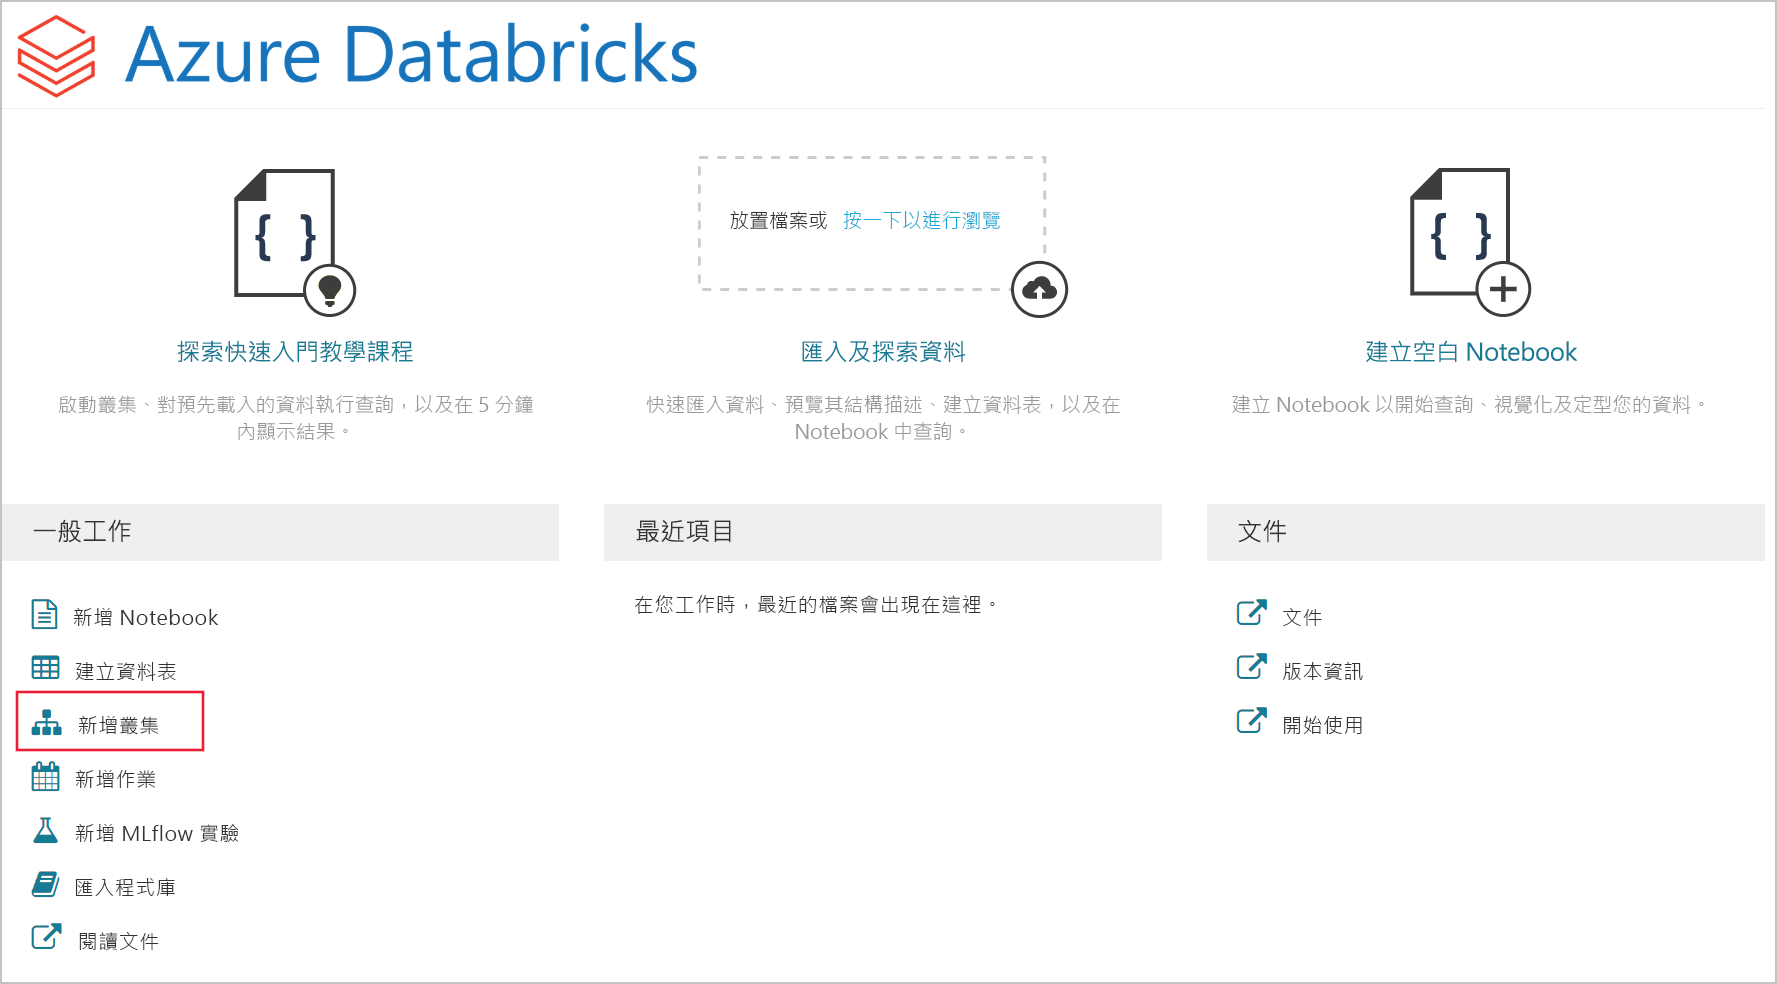 Azure Databricks
{ }
放置檔案或 按一下以進行瀏覽
{ }
探索快速入門教學課程
啟動叢集、對預先載入的資料執行查詢，以及在 5 分鐘
內顯示結果。
匯入及探索資料
快速匯入資料、預覽其結構描述、建立資料表，以及在
Notebook 中查詢。
建立空白 Notebook
建立 Notebook 以開始查詢、視覺化及定型您的資料。
一般工作
新增 Notebook
建立資料表
新增叢集
新增作業
新增 MLflow 實驗
匯入程式庫
閱讀文件
最近項目
在您工作時，最近的檔案會出現在這裡。
文件
文件
版本資訊
開始使用